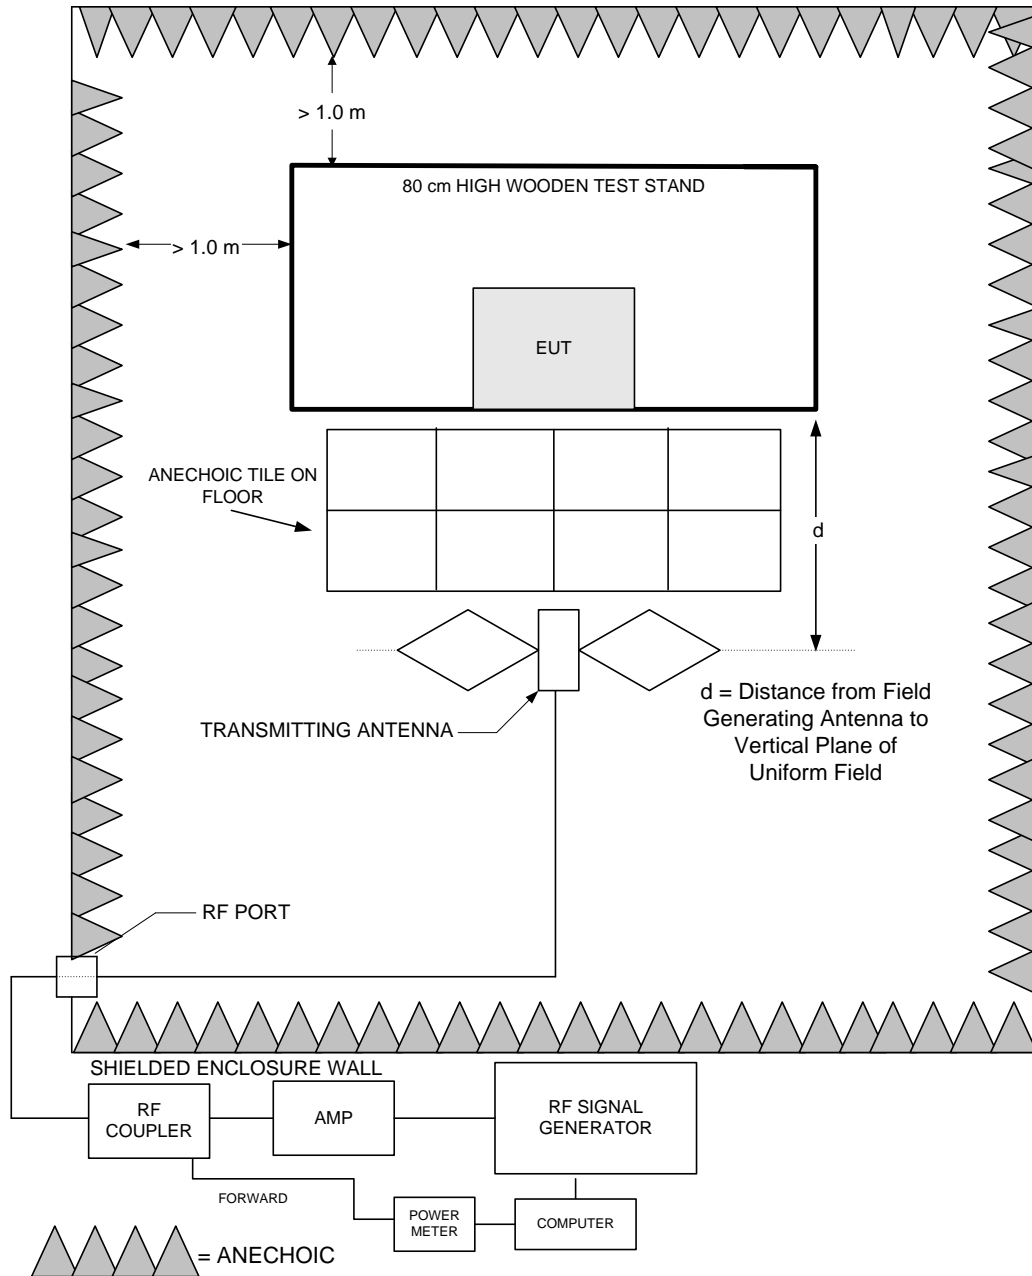 > 1.0 m
80 cm HIGH WOODEN TEST STAND
> 1.0 m
EUT
ANECHOIC TILE ON
FLOOR
d
TRANSMITTING ANTENNA
d = Distance from Field
Generating Antenna to
Vertical Plane of
Uniform Field
RF PORT
SHIELDED ENCLOSURE WALL
RF
COUPLER
AMP
RF SIGNAL
GENERATOR
FORWARD
POWER
METER
COMPUTER
= ANECHOIC